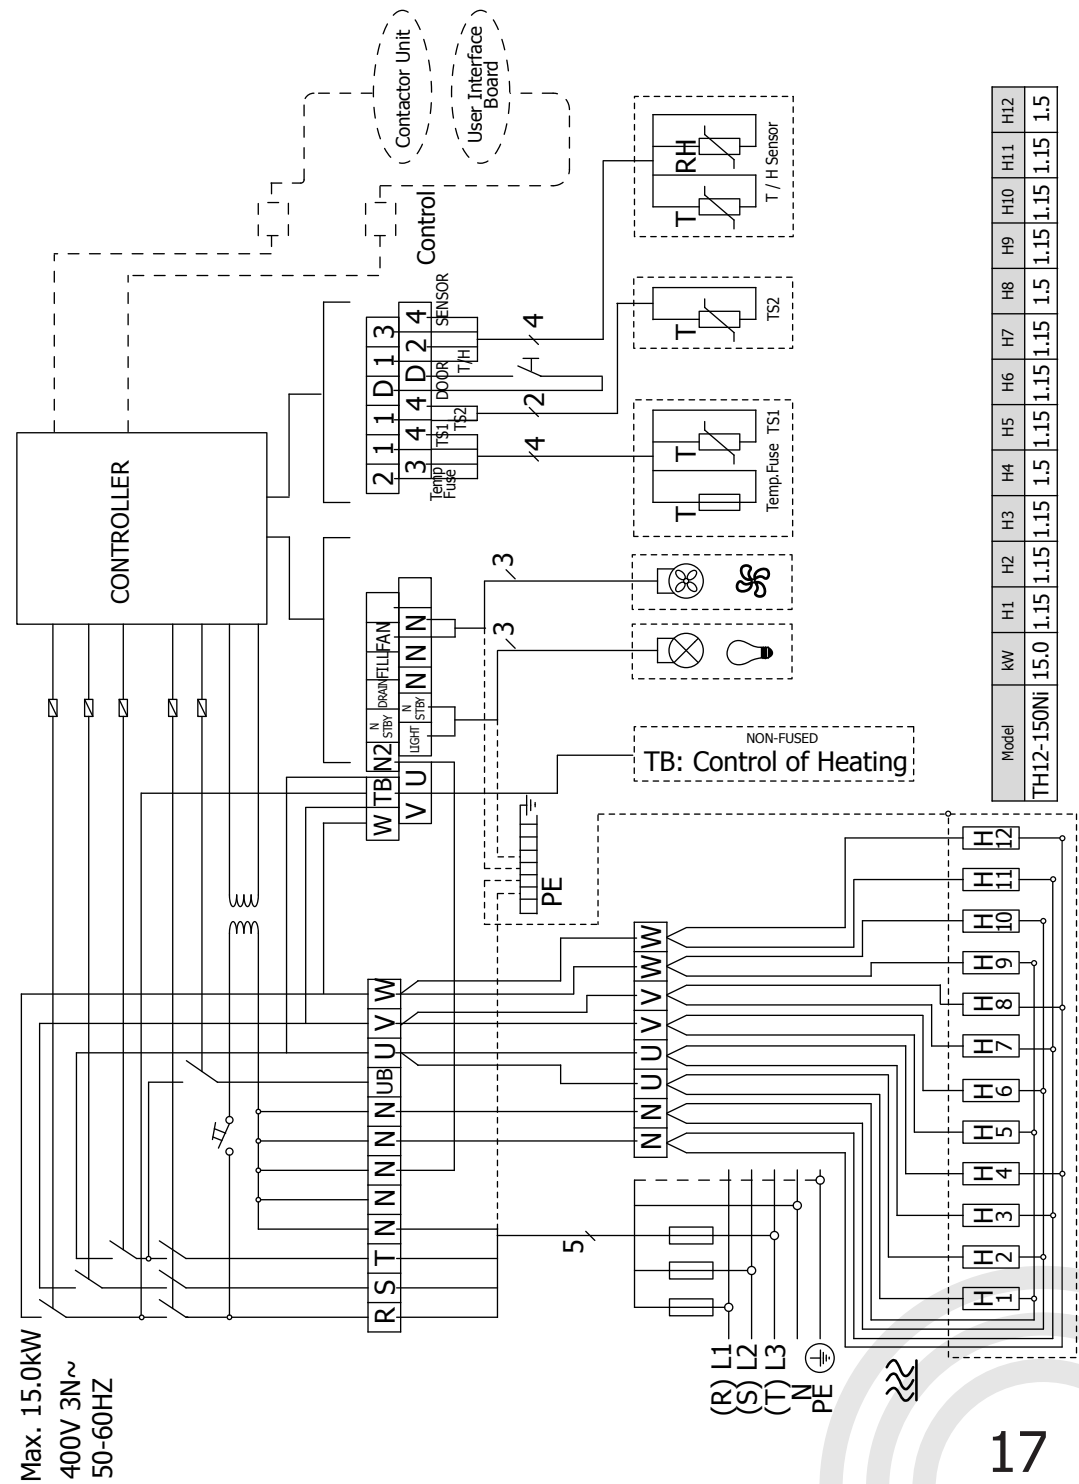 Max. 15.0kW
400V 3N~
50-60HZ
CONTROLLER
Contactor Unit
User Interface
Board
Control
2 1 1 D 1 3
3 4 4 D 2 4
Temp
Fuse
TS1
TS2
DOOR
T/H
SENSOR
4
2
4
T
RH
T / H Sensor
T
TS2
T
T
Temp.Fuse TS1
W TB N2
N
STBY
DRAIN
FILL
FAN
V U
LIGHT
N
STBY
N N N
3
3
NON-FUSED
TB: Control of Heating
PE
R S T N N N N N UB U V W
N N U U V V W W
5
(R) L1
(S) L2
(T) L3
N
PE
H1
H2
H3
H4
H5
H6
H7
H8
H9
H10
H11
H12
Model kW H1 H2 H3 H4 H5 H6 H7 H8 H9 H10 H11 H12
TH12-150Ni 15.0 1.15 1.15 1.15 1.5 1.15 1.15 1.15 1.5 1.15 1.15 1.15 1.5
17